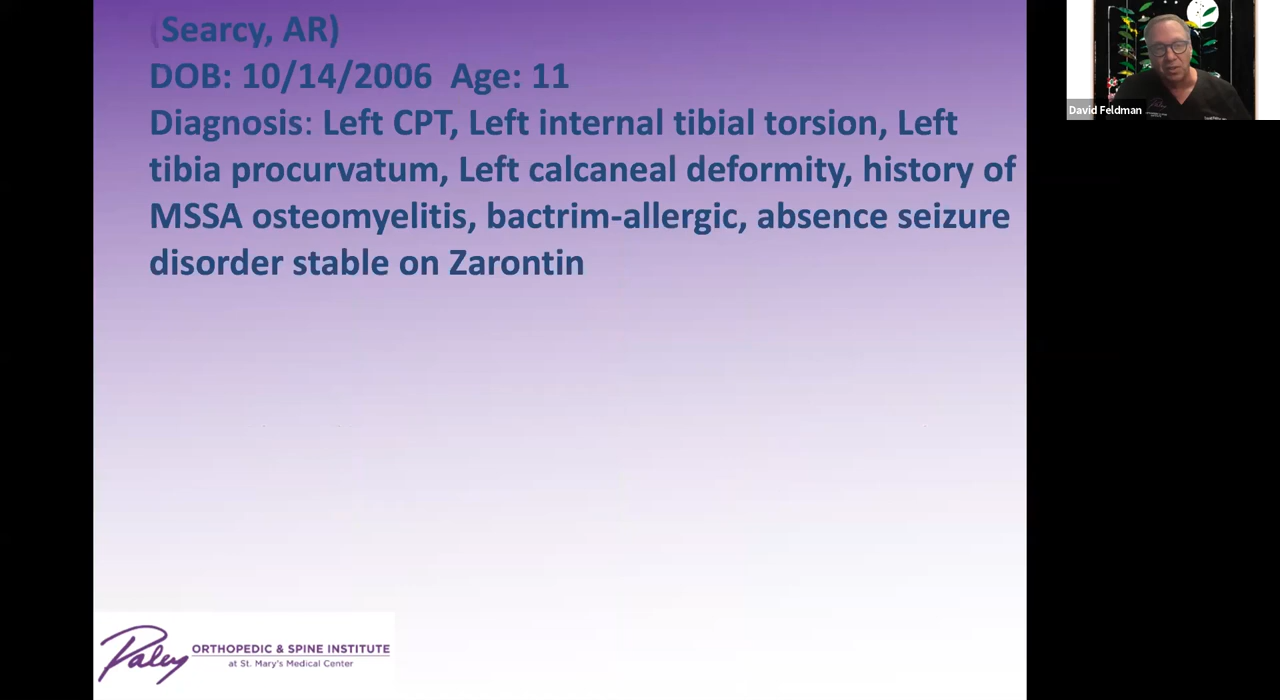 (Searcy, AR)
DOB: 10/14/2006 Age: 11
Diagnosis: Left CPT, Left internal tibial torsion, Left
tibia procurvatum, Left calcaneal deformity, history of
MSSA osteomyelitis, bactrim-allergic, absence seizure
disorder stable on Zarontin
David Feldman
Paley
ORTHOPEDIC & SPINE INSTITUTE
at St. Mary's Medical Center